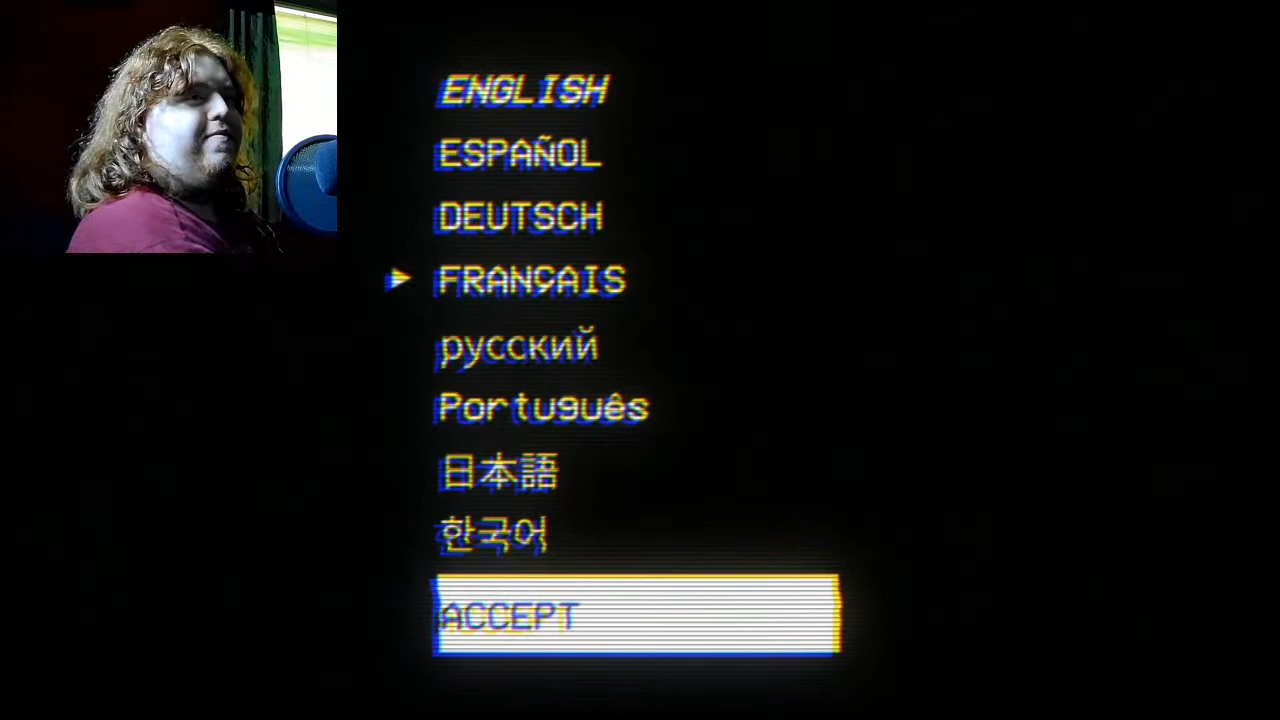 ENGLISH
ESPAÑOL
DEUTSCH
FRANÇAIS
русский
Português
日本語
한국어
ACCEPT